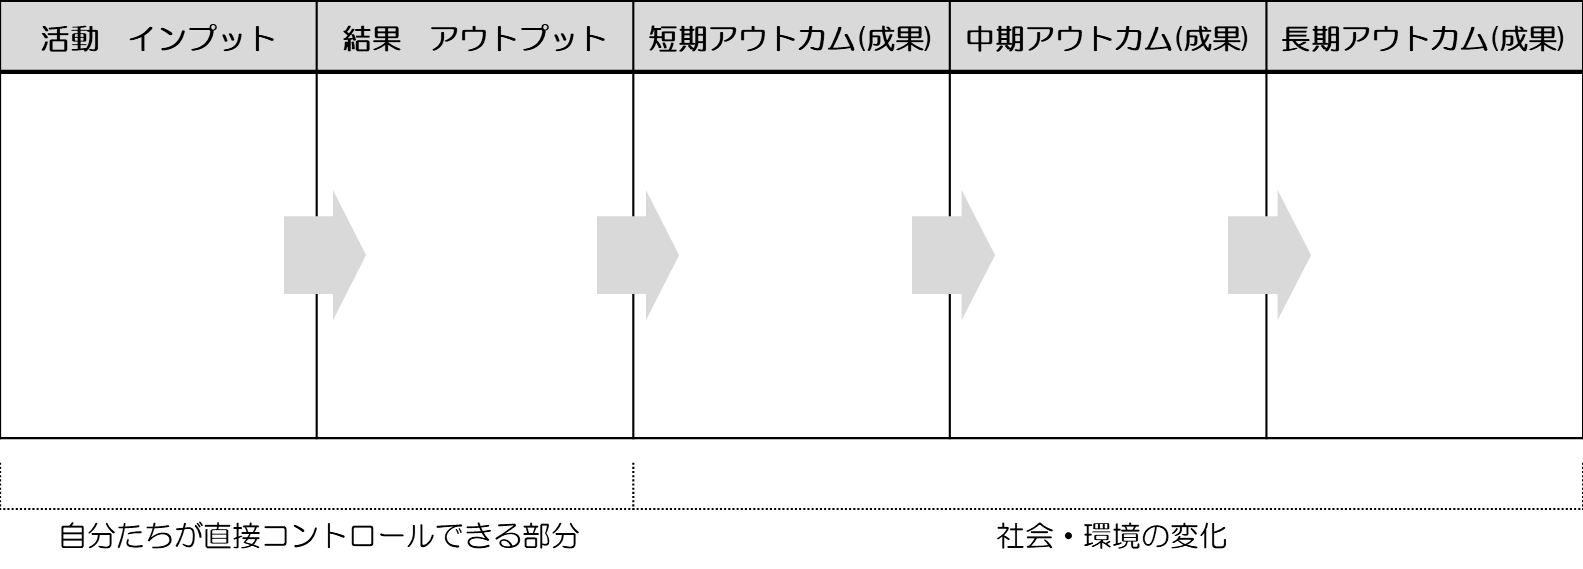 活動　インプット
結果　アウトプット
短期アウトカム(成果)
中期アウトカム(成果)
長期アウトカム(成果)
自分たちが直接コントロールできる部分
社会・環境の変化